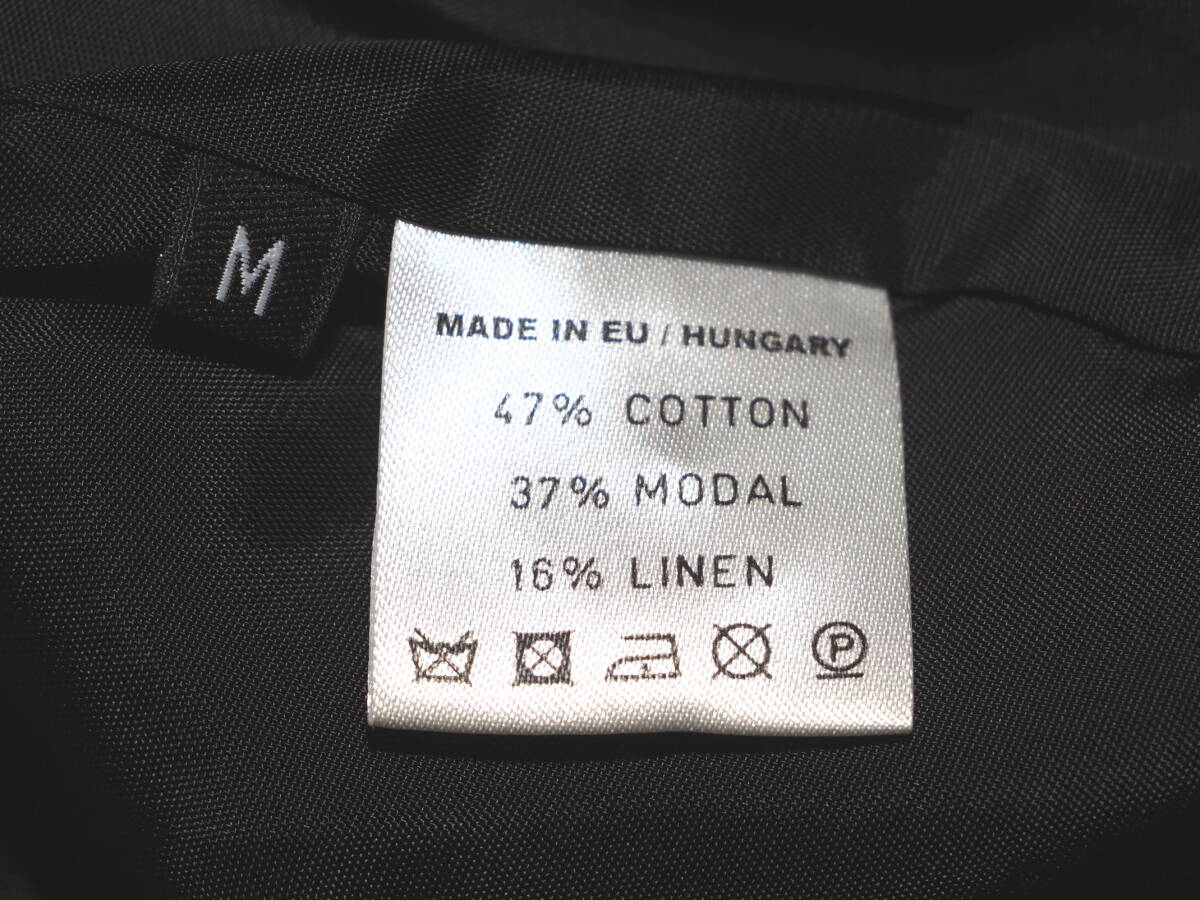 M
MADE IN EU / HUNGARY
47% COTTON
37% MODAL
16% LINEN
P